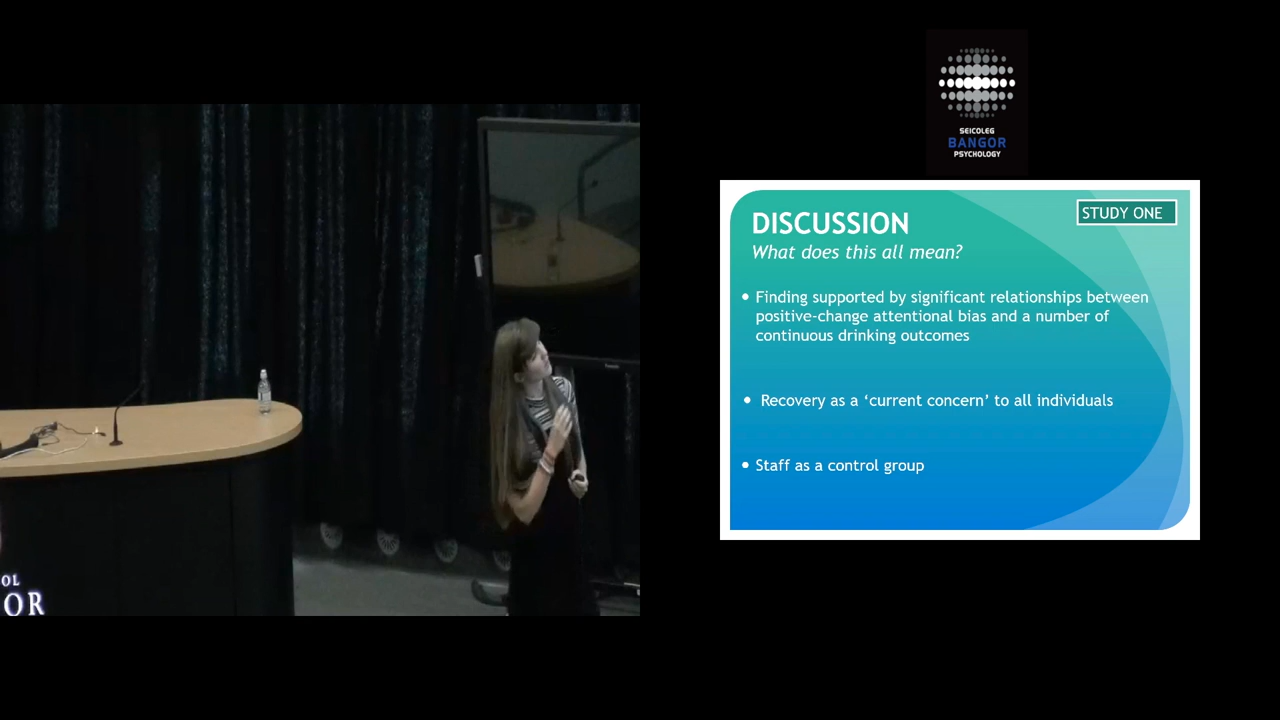 SEICOLEG
BANGOR
PSYCHOLOGY
DISCUSSION
STUDY ONE
What does this all mean?
• Finding supported by significant relationships between
positive-change attentional bias and a number of
continuous drinking outcomes
• Recovery as a ‘current concern’ to all individuals
• Staff as a control group
OL
OR